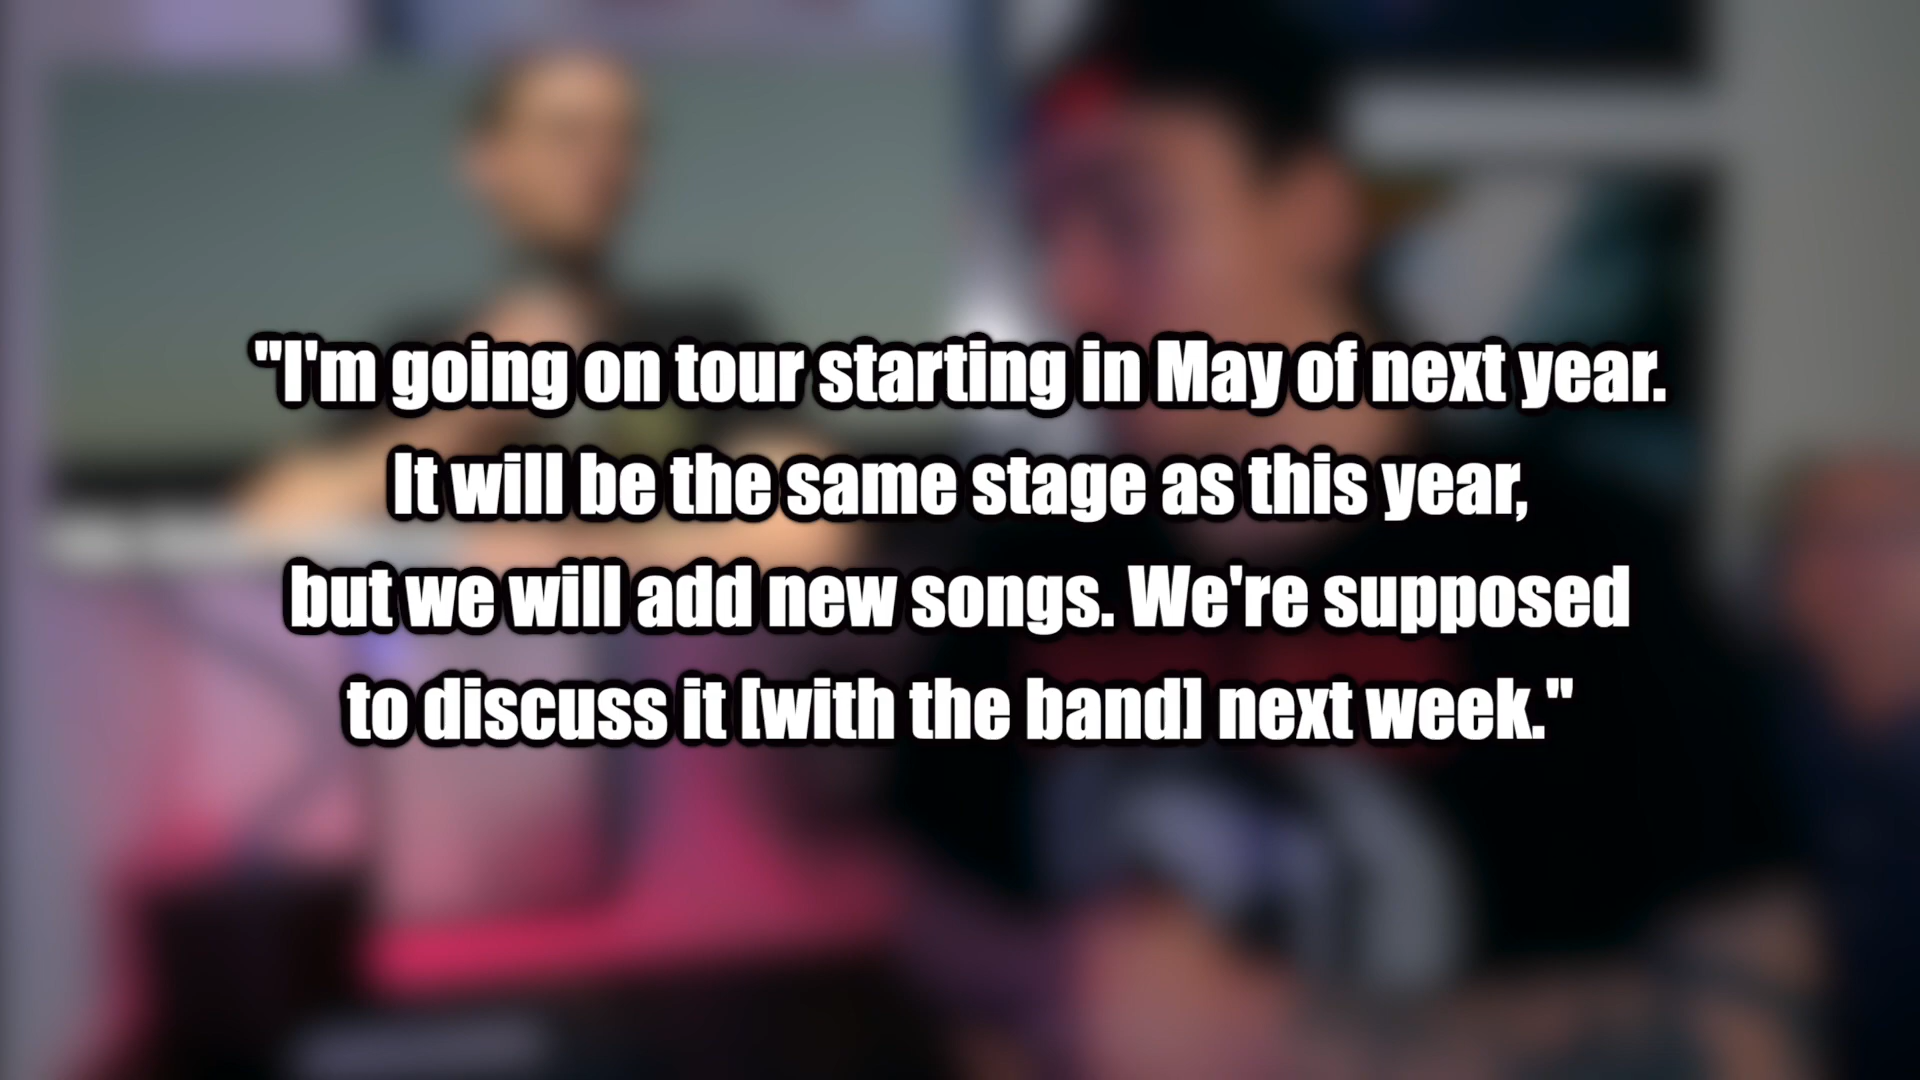 "I'm going on tour starting in May of next year.
It will be the same stage as this year,
but we will add new songs. We're supposed
to discuss it [with the band] next week."